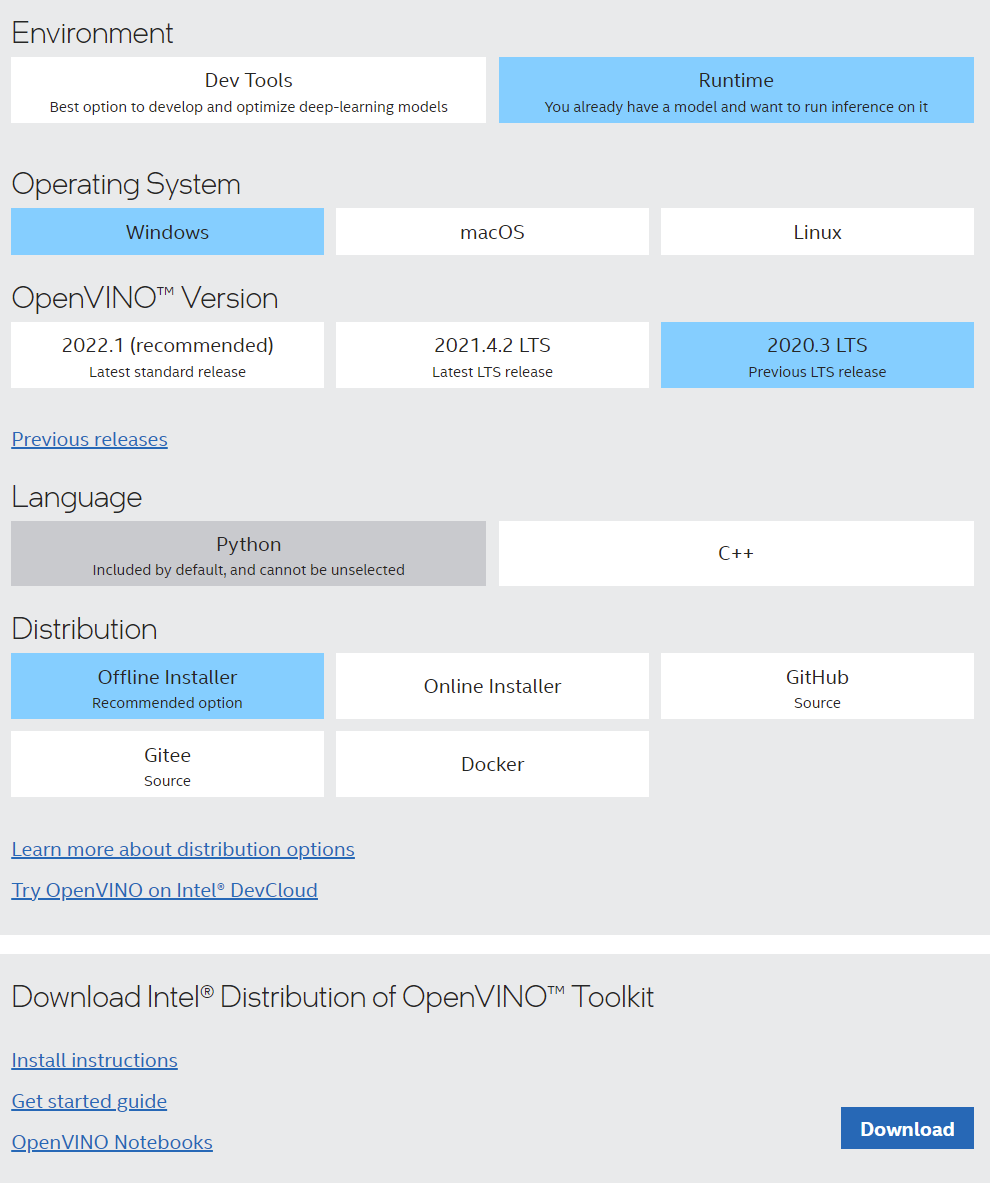 Environment
Dev Tools
Best option to develop and optimize deep-learning models
Runtime
You already have a model and want to run inference on it
Operating System
Windows
macOS
Linux
OpenVINO™ Version
2022.1 (recommended)
Latest standard release
2021.4.2 LTS
Latest LTS release
2020.3 LTS
Previous LTS release
Previous releases
Language
Python
Included by default, and cannot be unselected
C++
Distribution
Offline Installer
Recommended option
Online Installer
GitHub
Source
Gitee
Source
Docker
Learn more about distribution options
Try OpenVINO on Intel® DevCloud
Download Intel® Distribution of OpenVINO™ Toolkit
Install instructions
Get started guide
OpenVINO Notebooks
Download